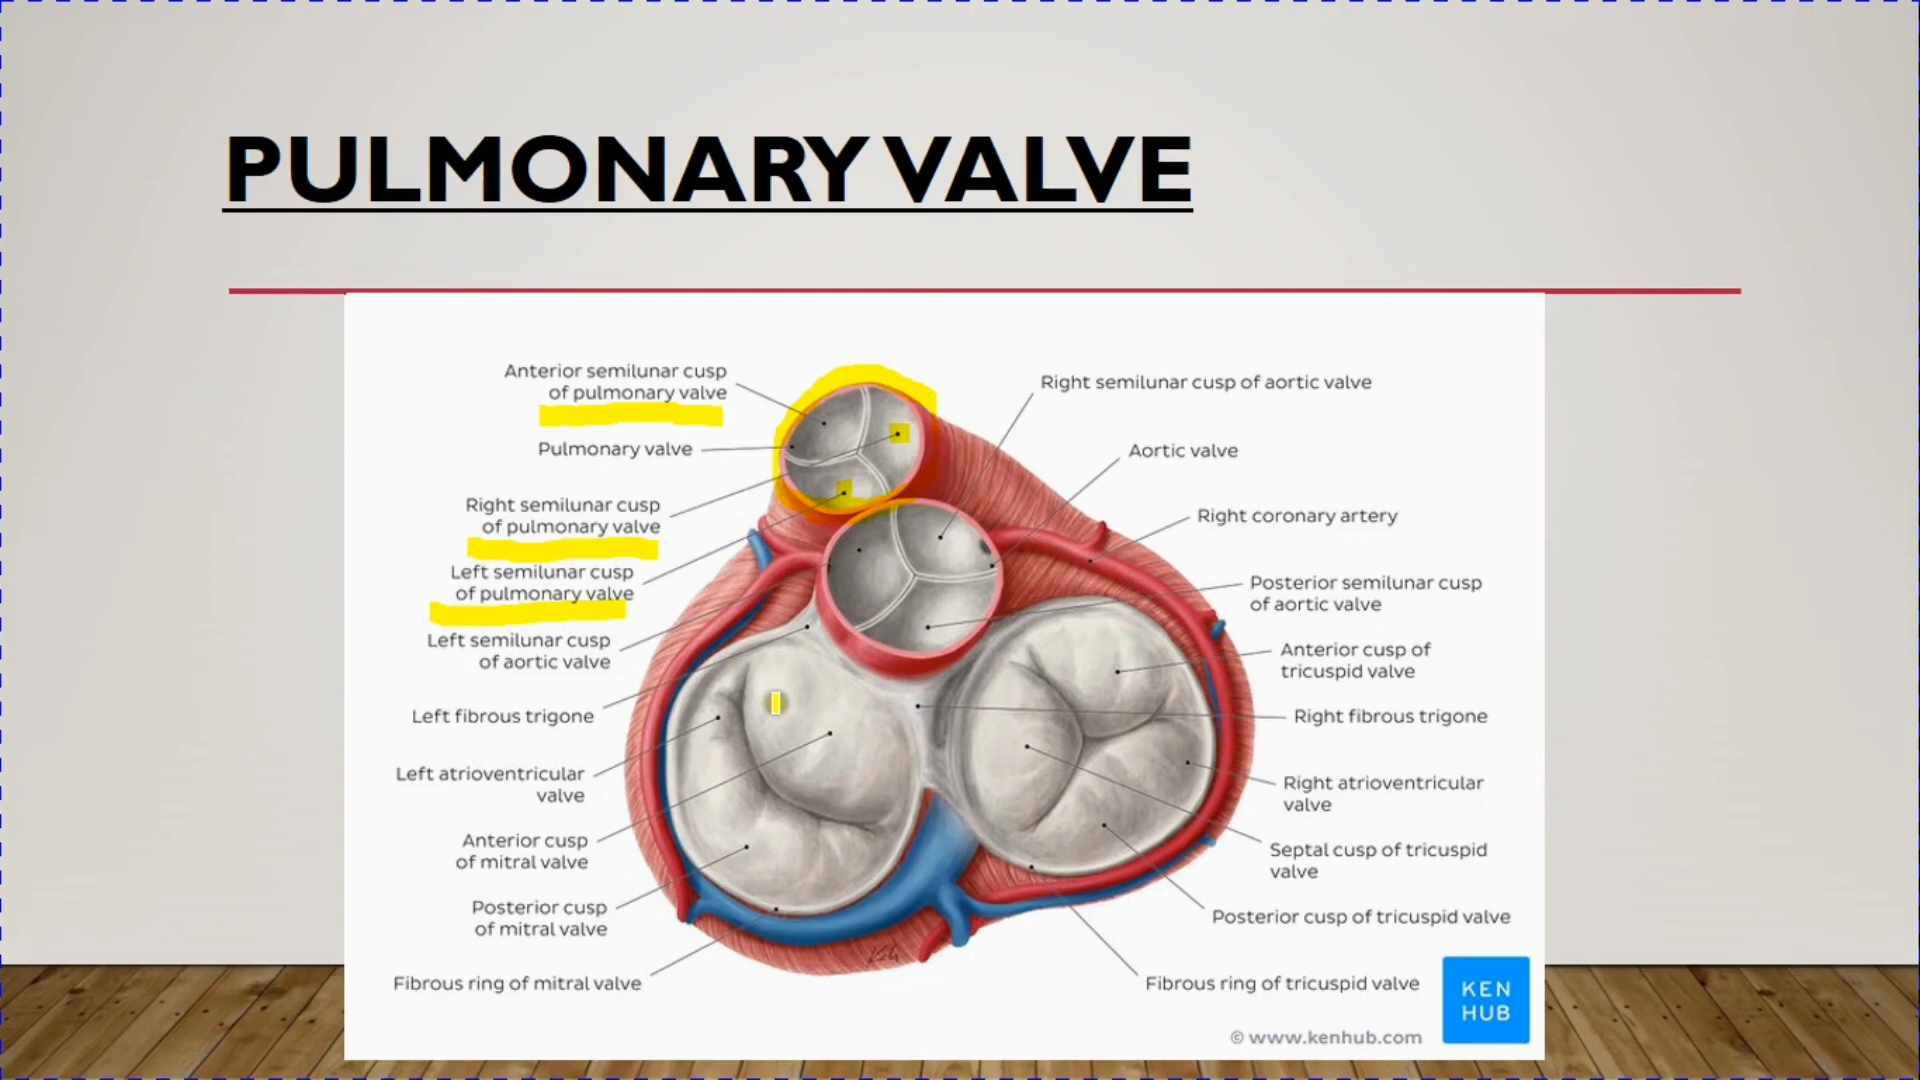 PULMONARY VALVE
Anterior semilunar cusp
of pulmonary valve
Pulmonary valve
Right semilunar cusp
of pulmonary valve
Left semilunar cusp
of pulmonary valve
Left semilunar cusp
of aortic valve
Left fibrous trigone
Left atrioventricular
valve
Anterior cusp
of mitral valve
Posterior cusp
of mitral valve
Fibrous ring of mitral valve
Right semilunar cusp of aortic valve
Aortic valve
Right coronary artery
Posterior semilunar cusp
of aortic valve
Anterior cusp of
tricuspid valve
Right fibrous trigone
Right atrioventricular
valve
Septal cusp of tricuspid
valve
Posterior cusp of tricuspid valve
Fibrous ring of tricuspid valve
KEN
HUB
© www.kenhub.com